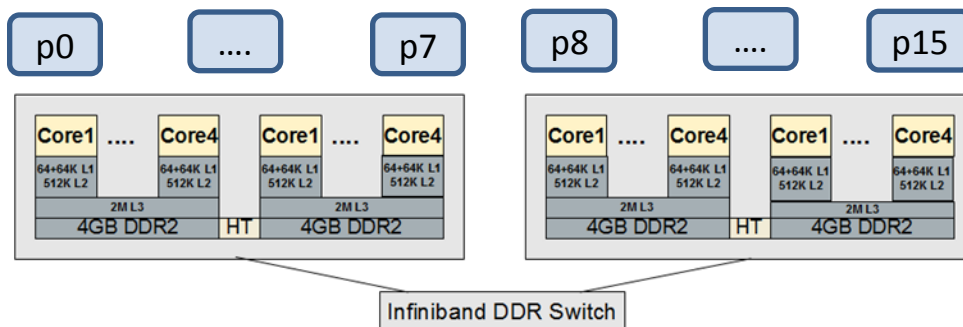 p0 .... p7 p8 .... p15
Core1 .... Core4 Core1 .... Core4 Core1 .... Core4 Core1 .... Core4
64+64K L1 64+64K L1 64+64K L1 64+64K L1 64+64K L1 64+64K L1 64+64K L1 64+64K L1
512K L2 512K L2 512K L2 512K L2 512K L2 512K L2 512K L2 512K L2
2M L3 2M L3 2M L3 2M L3
4GB DDR2 HT 4GB DDR2 4GB DDR2 HT 4GB DDR2
Infiniband DDR Switch